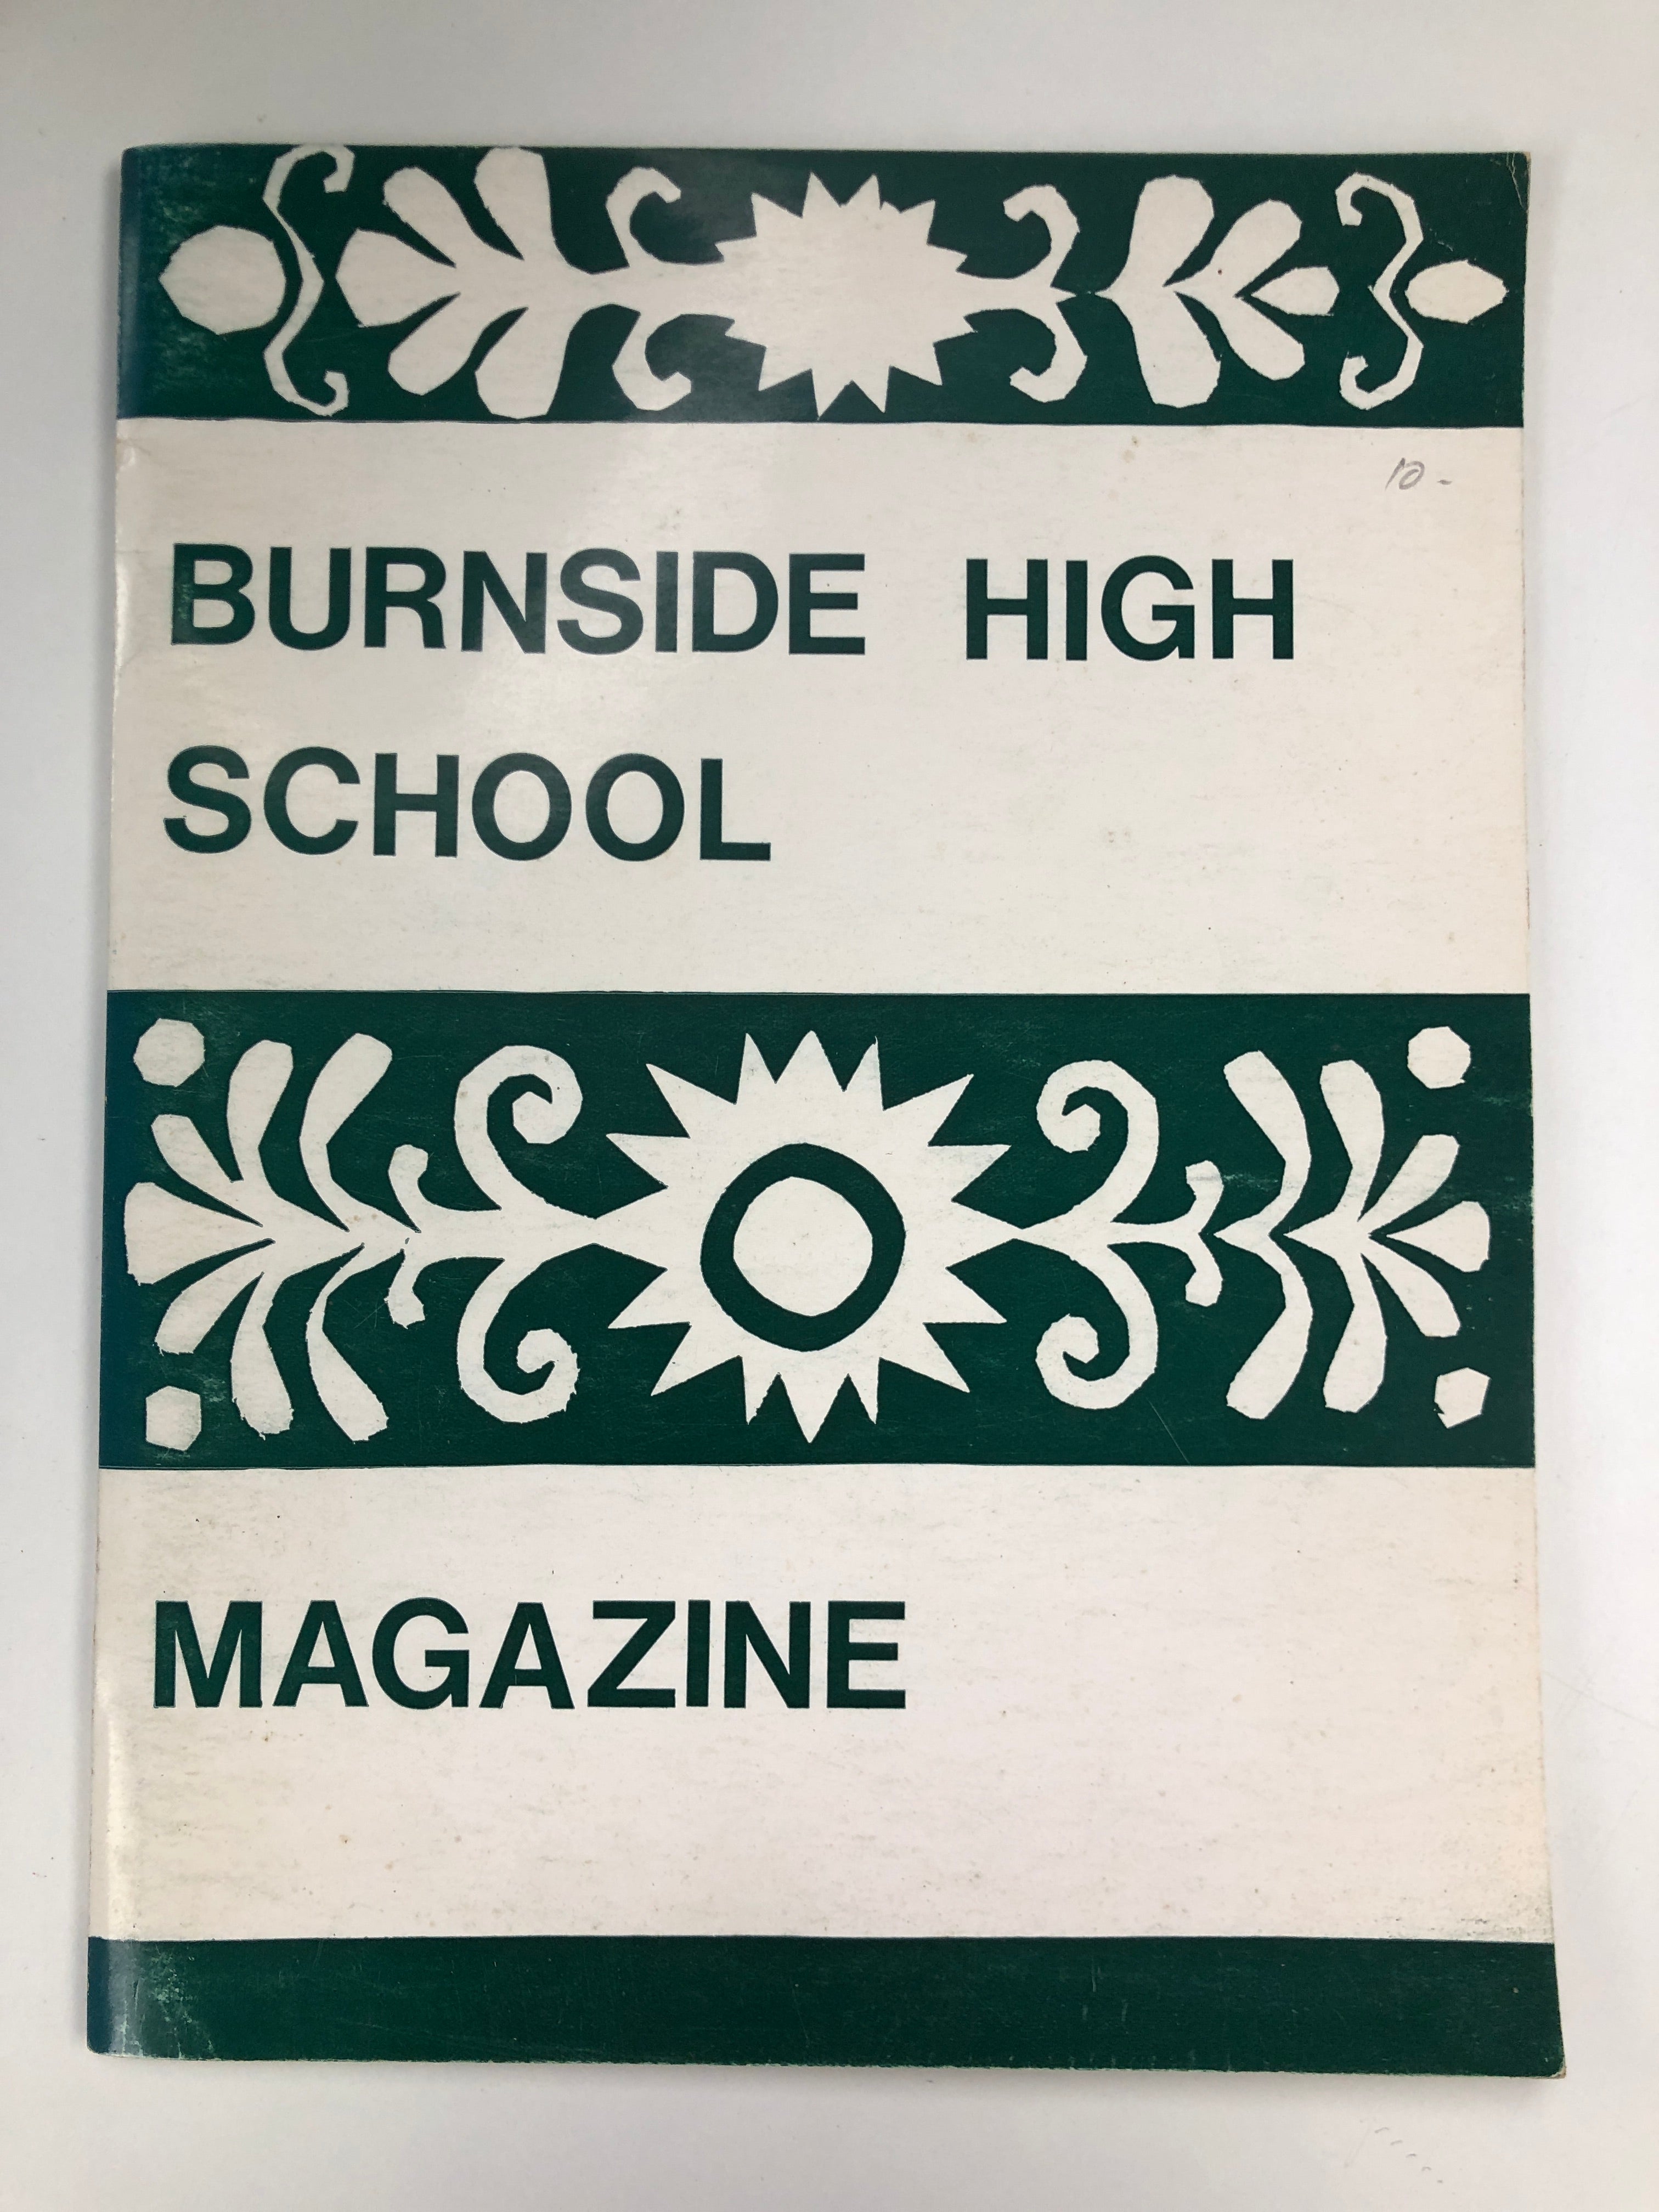 10-
BURNSIDE HIGH
SCHOOL
MAGAZINE